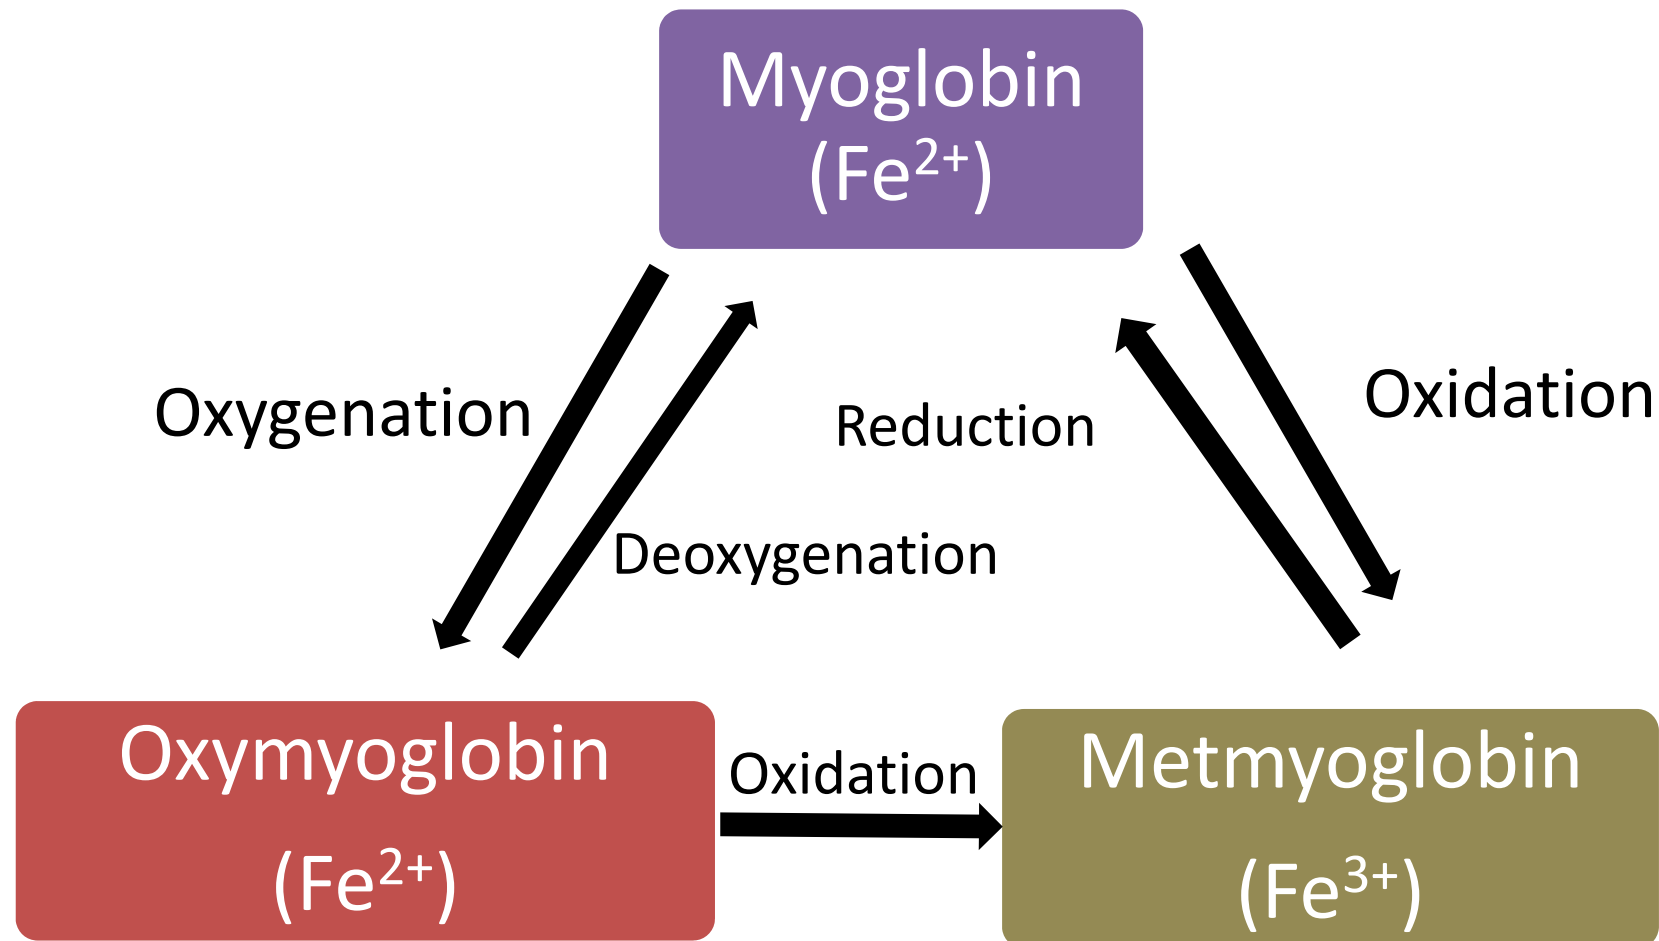 Myoglobin
(Fe²⁺)
Oxygenation
Reduction
Oxidation
Deoxygenation
Oxymyoglobin
(Fe²⁺)
Oxidation
Metmyoglobin
(Fe³⁺)